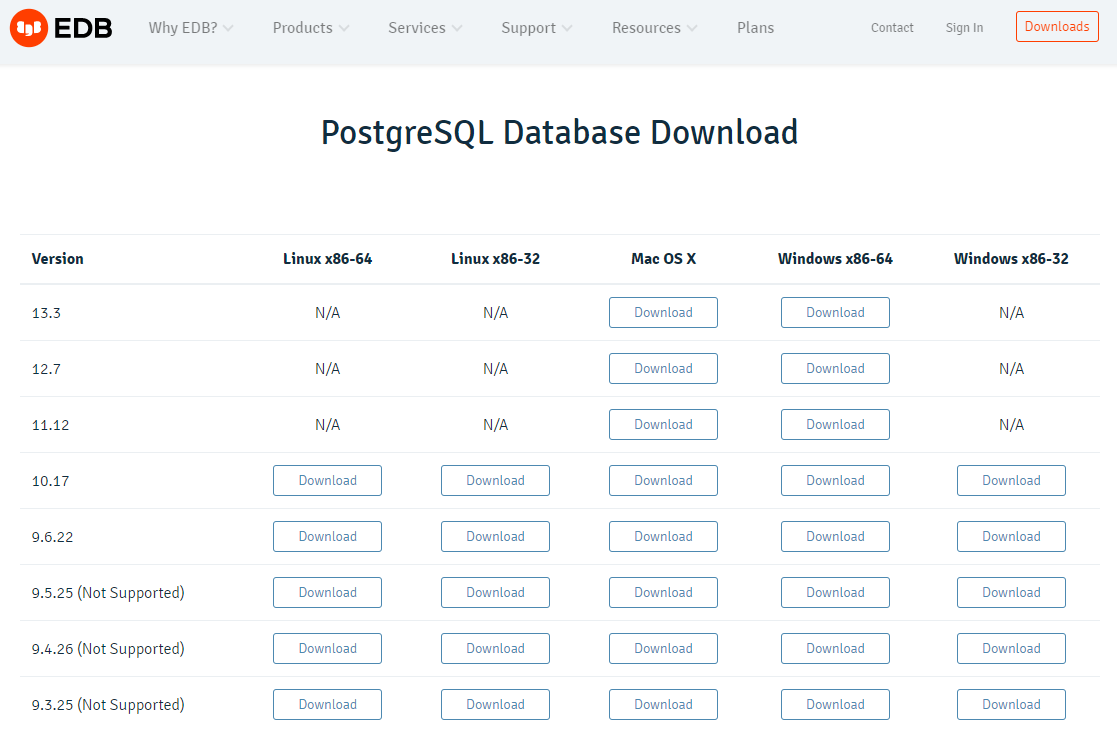 EDB Why EDB? Products Services Support Resources Plans Contact Sign In Downloads
PostgreSQL Database Download
Version Linux x86-64 Linux x86-32 Mac OS X Windows x86-64 Windows x86-32
13.3 N/A N/A Download Download N/A
12.7 N/A N/A Download Download N/A
11.12 N/A N/A Download Download N/A
10.17 Download Download Download Download Download
9.6.22 Download Download Download Download Download
9.5.25 (Not Supported) Download Download Download Download Download
9.4.26 (Not Supported) Download Download Download Download Download
9.3.25 (Not Supported) Download Download Download Download Download